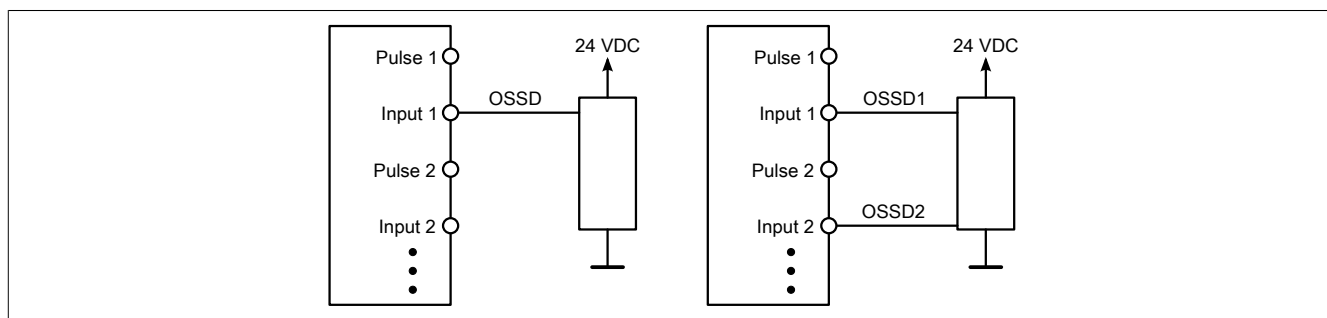 24 VDC
Pulse 1
OSSD
Input 1
Pulse 2
Input 2
24 VDC
Pulse 1
OSSD1
Input 1
Pulse 2
OSSD2
Input 2